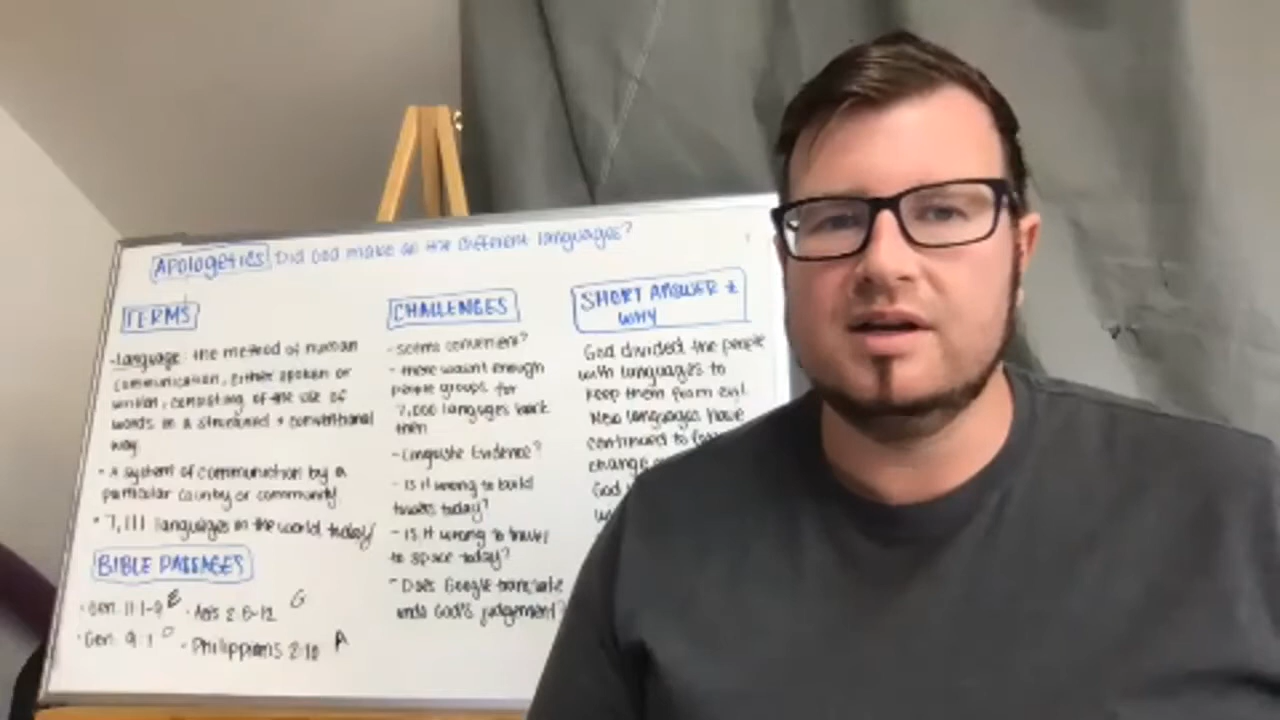 Apologetics: Did God make all the different languages?
TERMS
- Language: the method of human
communication, either spoken or
written, consisting of the use of
words in a structured + conventional
way.
• A system of communication by a
particular country or community
• 7,111 languages in the world today
BIBLE PASSAGES
• Gen. 11:1-9 E • Acts 2:6-12 G
• Gen. 9:1 • Philippians 2:10 A
CHALLENGES
- seems convenient?
- there wasn't enough
people groups for
7,000 languages back
then
- Linguistic Evidence?
- Is it wrong to build
towers today?
- Is it wrong to travel
to space today?
- Does Google translate
undo God's judgement?
SHORT ANSWER +
WHY
God divided the people
with languages to
keep them from evil.
New languages have
continued to
change
God